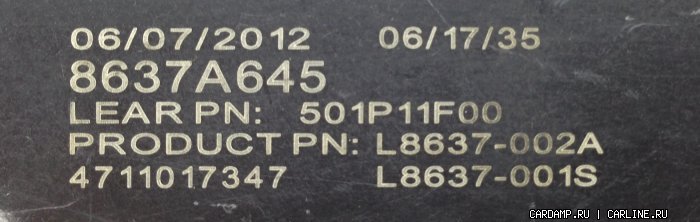 06/07/2012 06/17/35
8637A645
LEAR PN: 501P11F00
PRODUCT PN: L8637-002A
4711017347 L8637-001S
CARDAMP.RU | CARLINE.RU